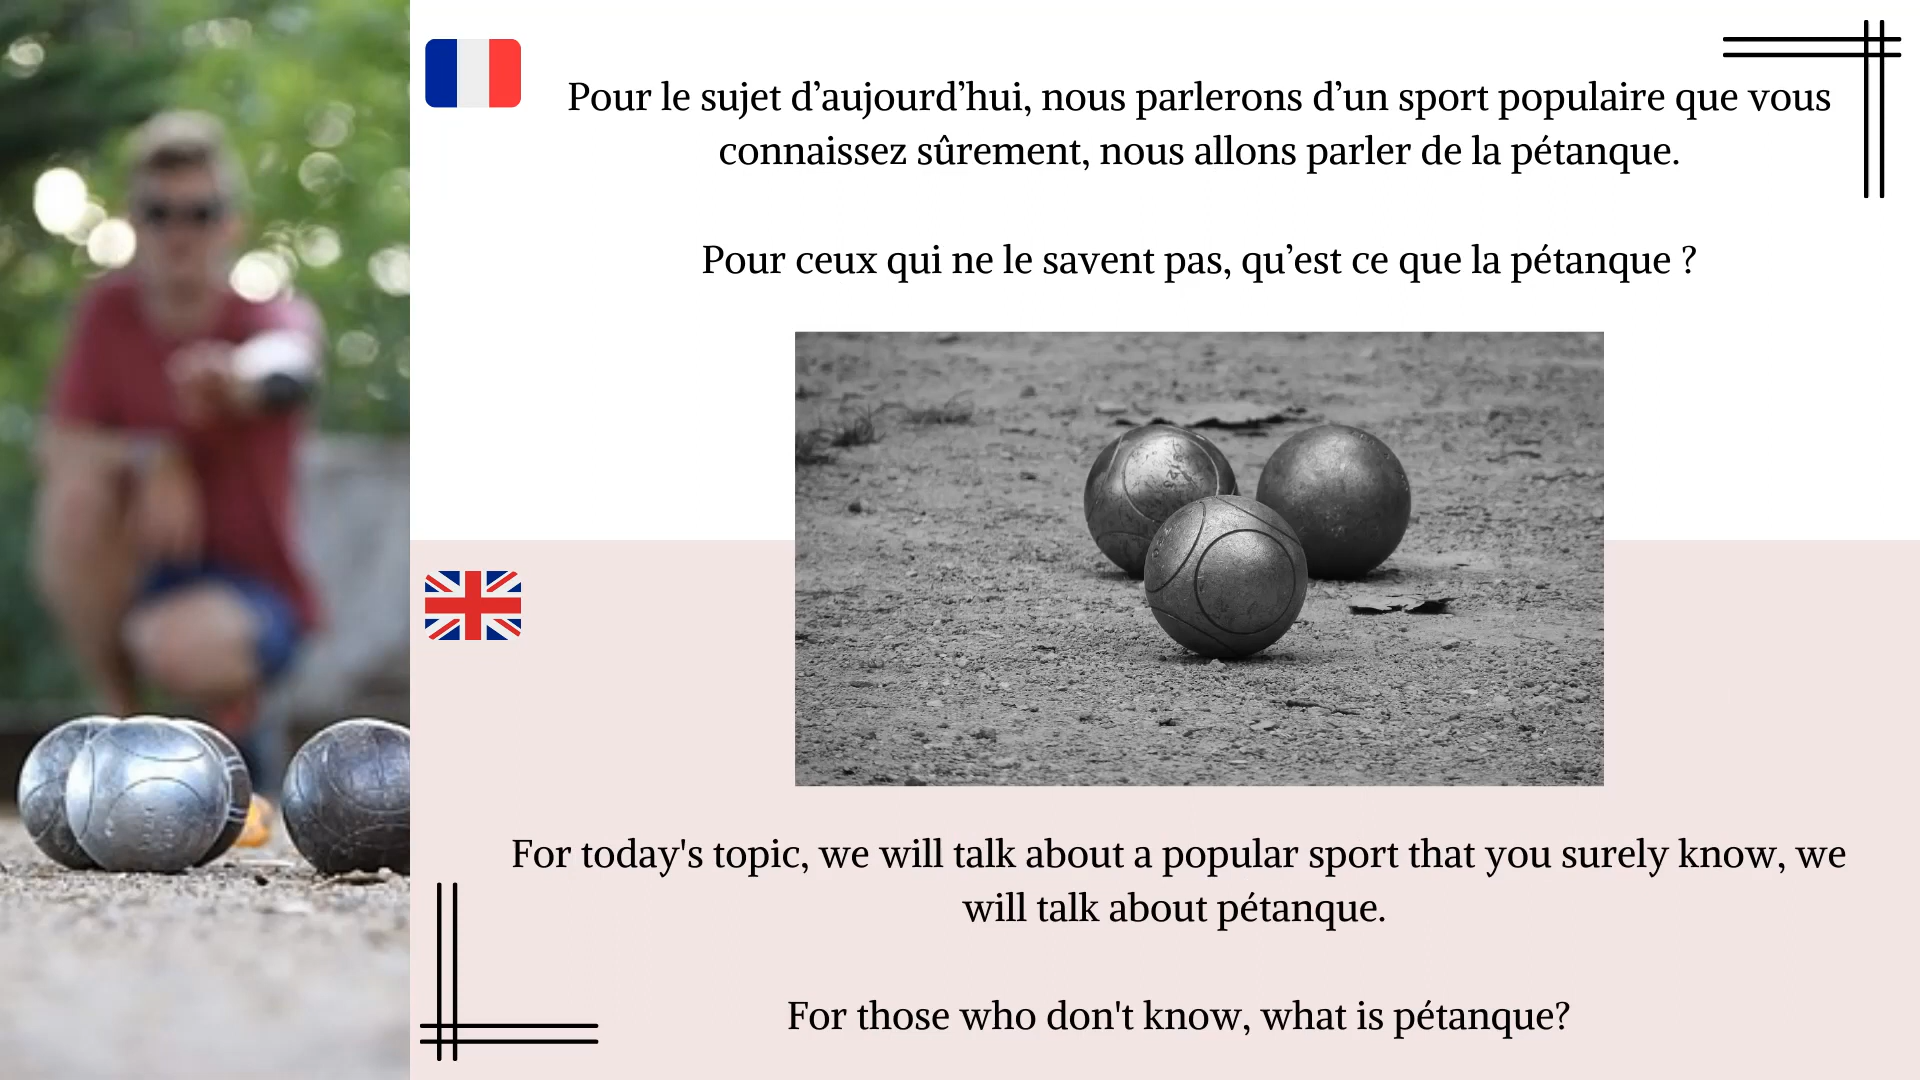 Pour le sujet d’aujourd’hui, nous parlerons d’un sport populaire que vous
connaissez sûrement, nous allons parler de la pétanque.
Pour ceux qui ne le savent pas, qu’est ce que la pétanque ?
For today's topic, we will talk about a popular sport that you surely know, we
will talk about pétanque.
For those who don't know, what is pétanque?